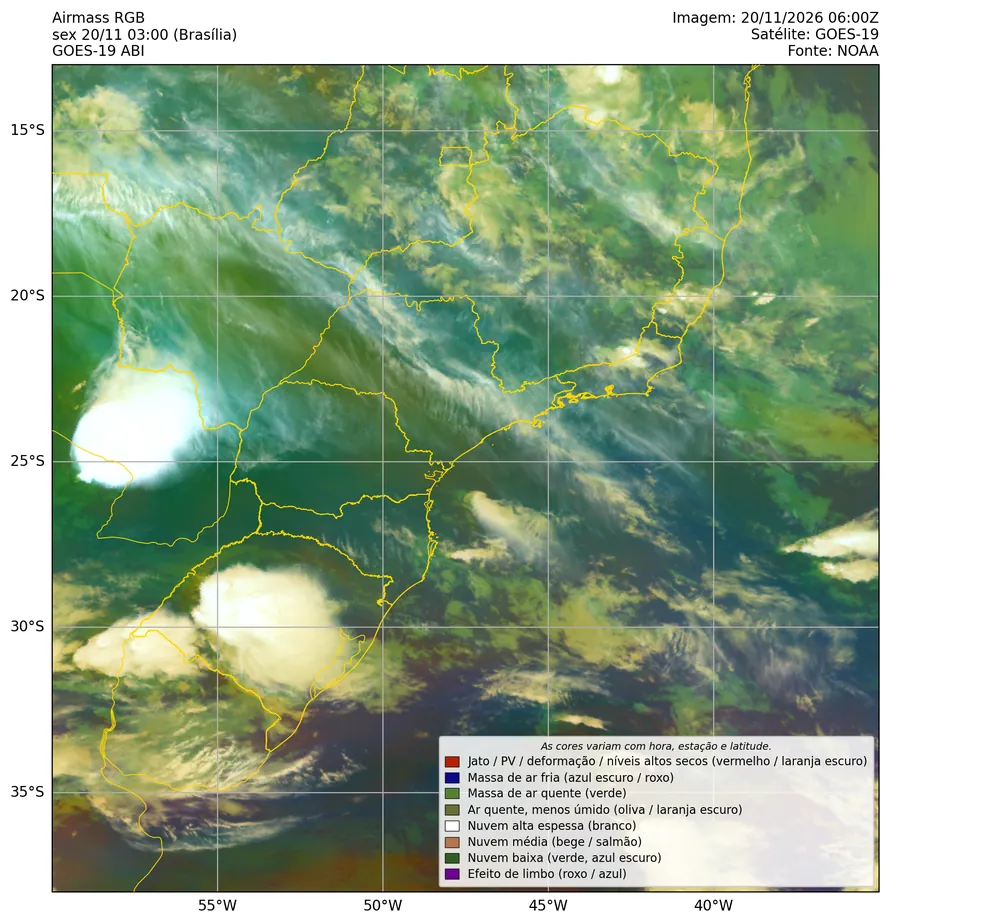 Airmass RGB
sex 20/11 03:00 (Brasília)
GOES-19 ABI
Imagem: 20/11/2026 06:00Z
Satélite: GOES-19
Fonte: NOAA
15°S
20°S
25°S
30°S
35°S
As cores variam com hora, estação e latitude.
Jato / PV / deformação / níveis altos secos (vermelho / laranja escuro)
Massa de ar fria (azul escuro / roxo)
Massa de ar quente (verde)
Ar quente, menos úmido (oliva / laranja escuro)
Nuvem alta espessa (branco)
Nuvem média (bege / salmão)
Nuvem baixa (verde, azul escuro)
Efeito de limbo (roxo / azul)
55°W
50°W
45°W
40°W